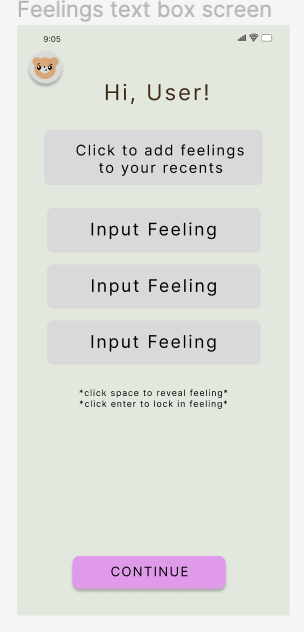 Feelings text box screen
9:05
Hi, User!
Click to add feelings
to your recents
Input Feeling
Input Feeling
Input Feeling
*click space to reveal feeling*
*click enter to lock in feeling*
CONTINUE